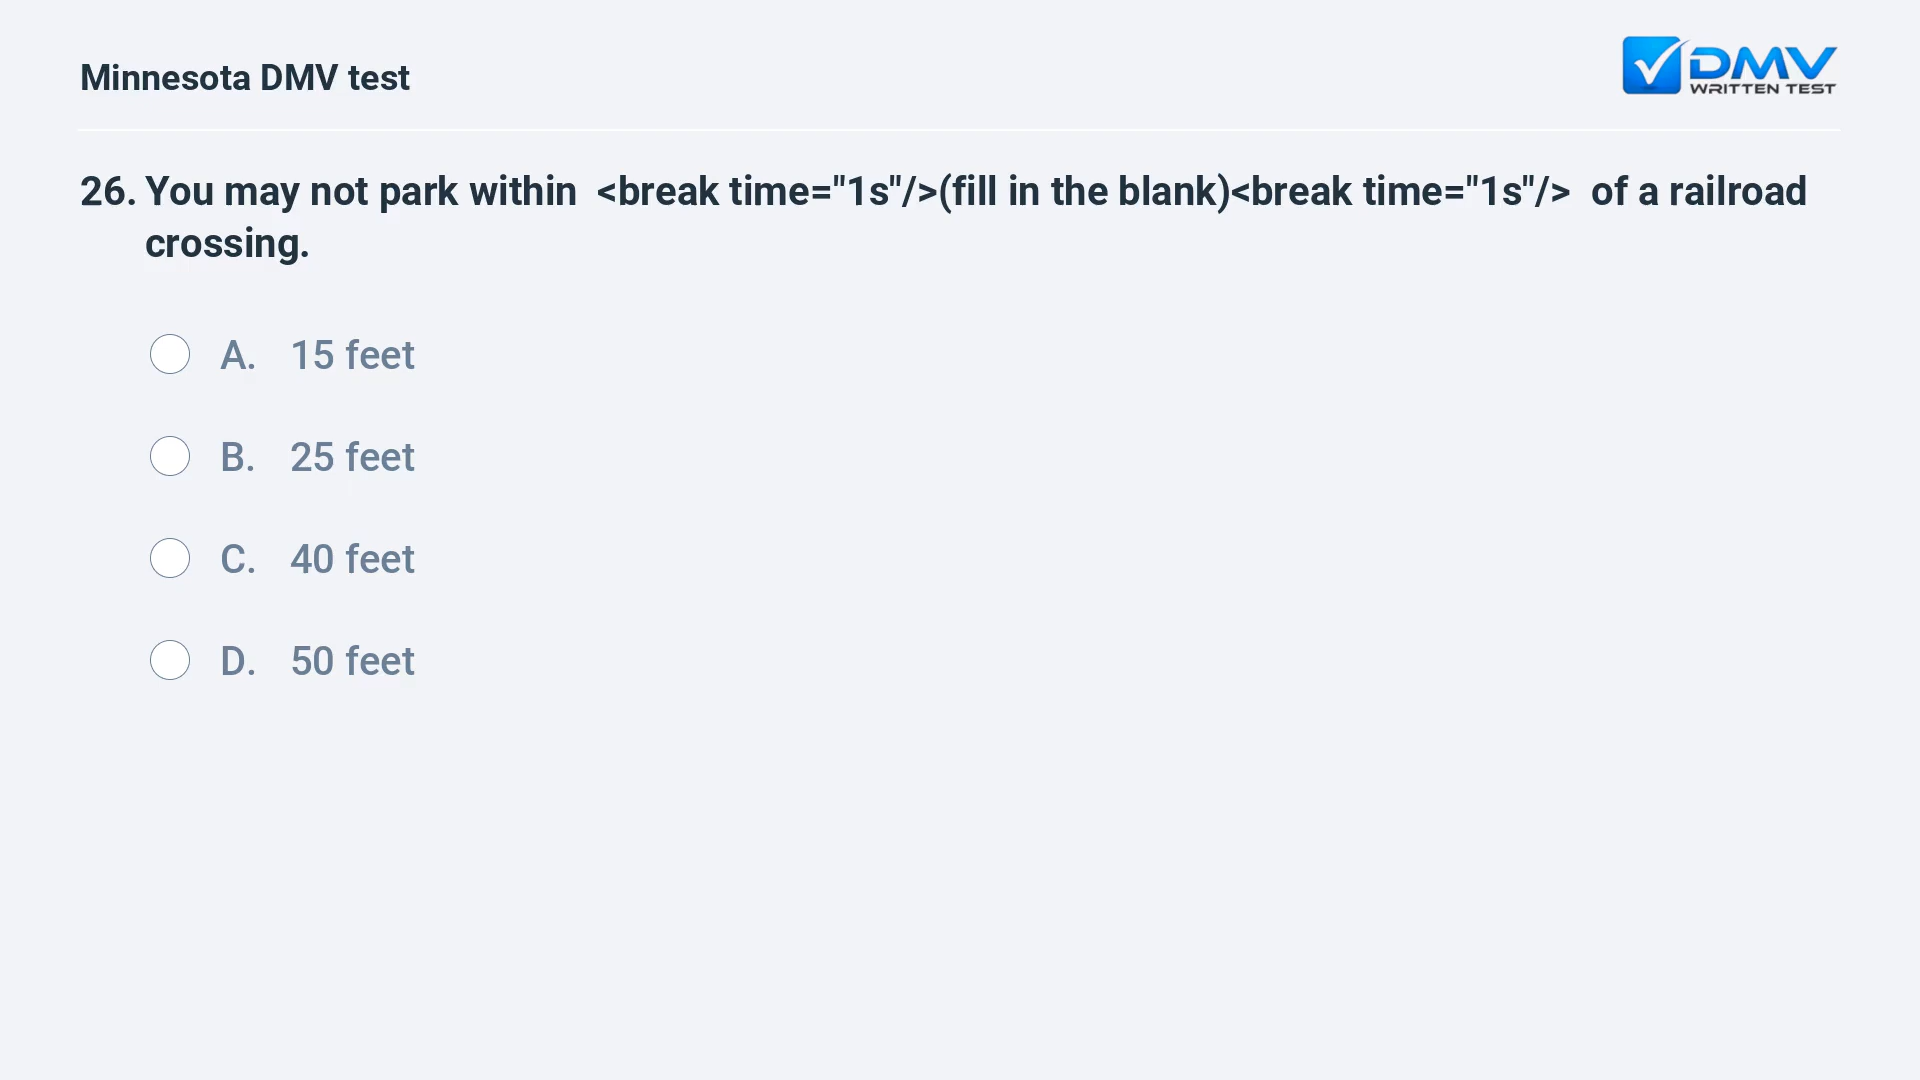 Minnesota DMV test
DMV
WRITTEN TEST
26. You may not park within  <break time="1s"/>(fill in the blank)<break time="1s"/>  of a railroad
crossing.
A. 15 feet
B. 25 feet
C. 40 feet
D. 50 feet